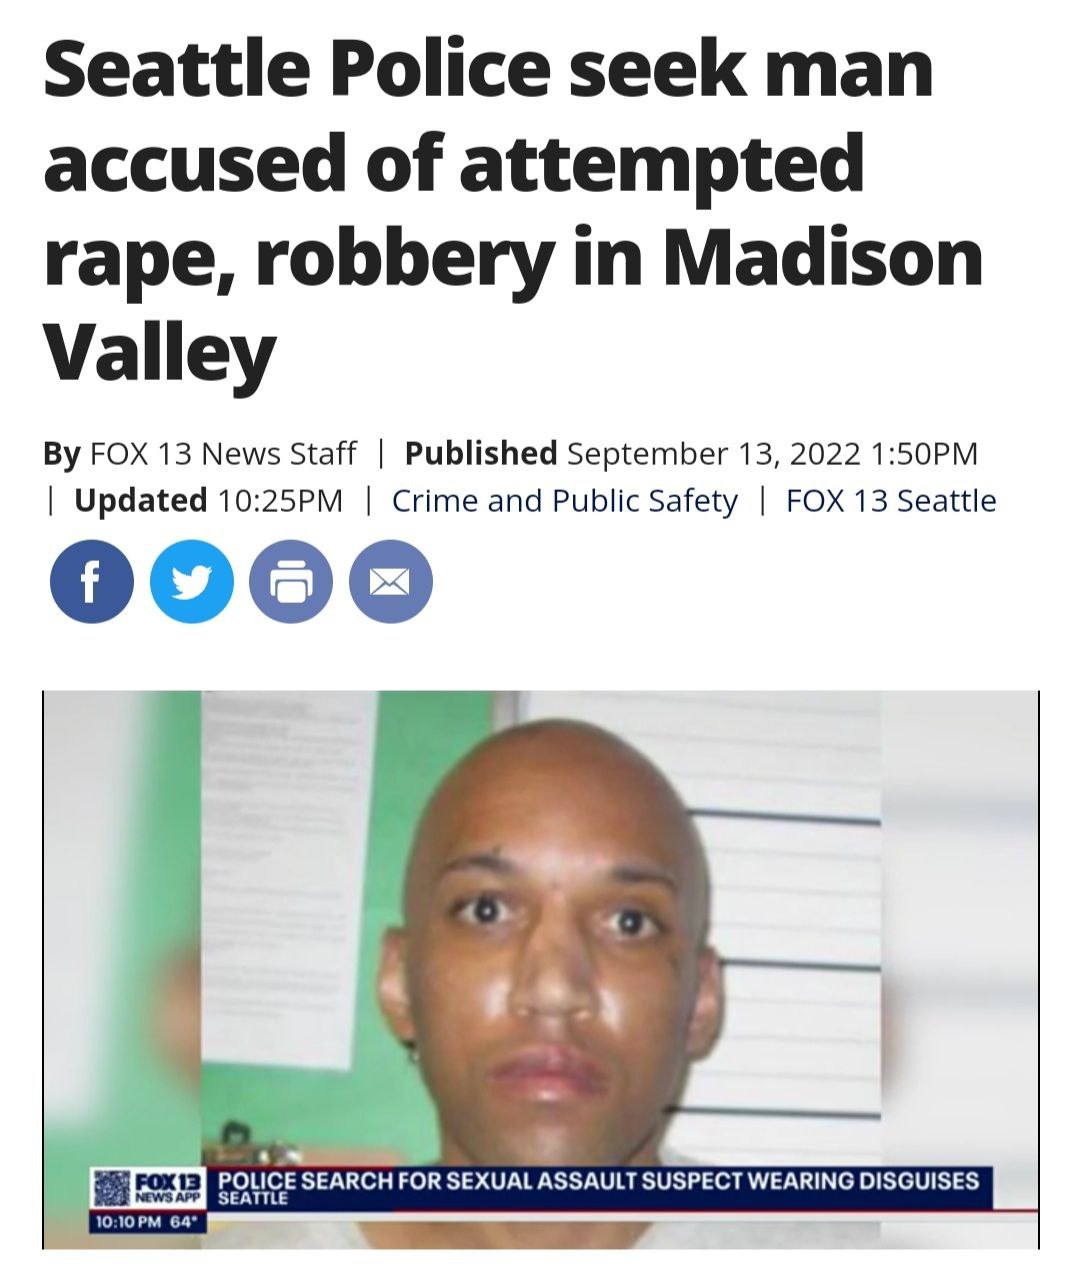 Seattle Police seek man
accused of attempted
rape, robbery in Madison
Valley
By FOX 13 News Staff | Published September 13, 2022 1:50PM
| Updated 10:25PM | Crime and Public Safety | FOX 13 Seattle
f
FOX 13
NEWS APP
POLICE SEARCH FOR SEXUAL ASSAULT SUSPECT WEARING DISGUISES
SEATTLE
10:10 PM 64°